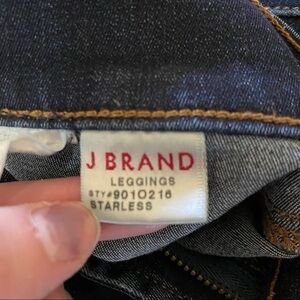 J BRAND
LEGGINGS
STY#9010216
STARLESS